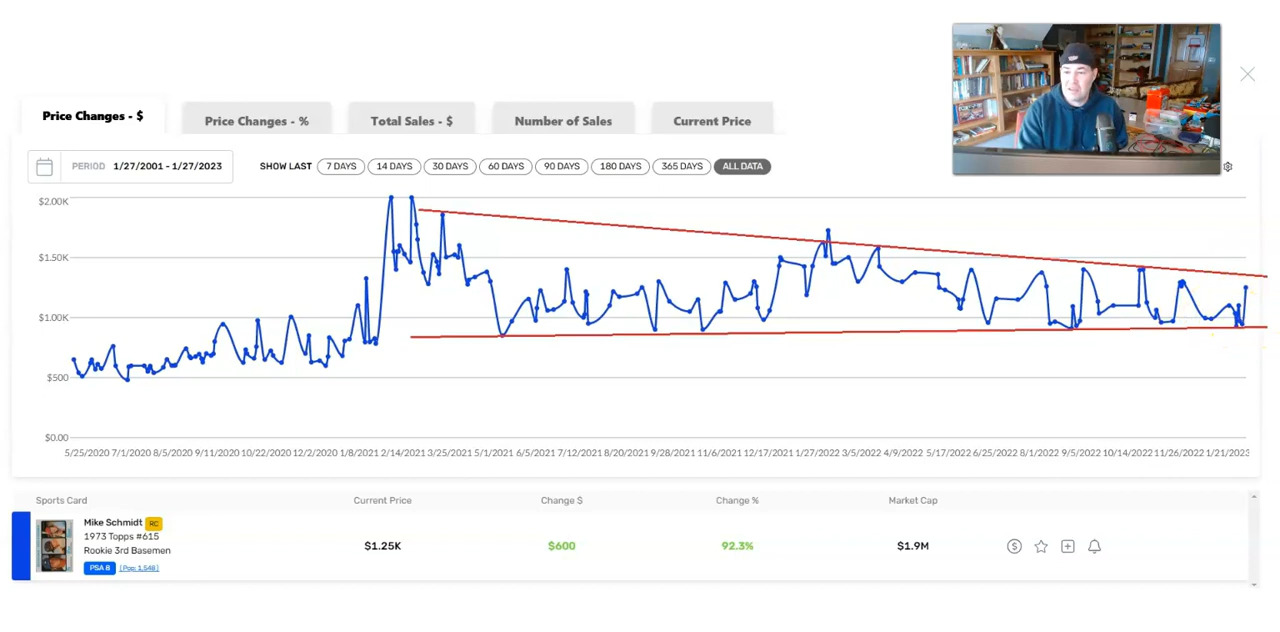 Price Changes - $
Price Changes - %
Total Sales - $
Number of Sales
Current Price
PERIOD 1/27/2001 - 1/27/2023
SHOW LAST 7 DAYS 14 DAYS 30 DAYS 60 DAYS 90 DAYS 180 DAYS 365 DAYS ALL DATA
$2.00K
$1.50K
$1.00K
$500
$0.00
5/25/2020 7/1/2020 8/5/2020 9/11/2020 10/22/2020 12/2/2020 1/8/2021 2/14/2021 3/25/2021 5/1/2021 6/5/2021 7/12/2021 8/20/2021 9/28/2021 11/6/2021 12/17/2021 1/27/2022 3/5/2022 4/9/2022 5/17/2022 6/25/2022 8/1/2022 9/5/2022 10/14/2022 11/26/2022 1/21/2023
Sports Card Current Price Change $ Change % Market Cap
Mike Schmidt RC
1973 Topps #615
Rookie 3rd Basemen
PSA 8 (Pop: 1,548)
$1.25K $600 92.3% $1.9M